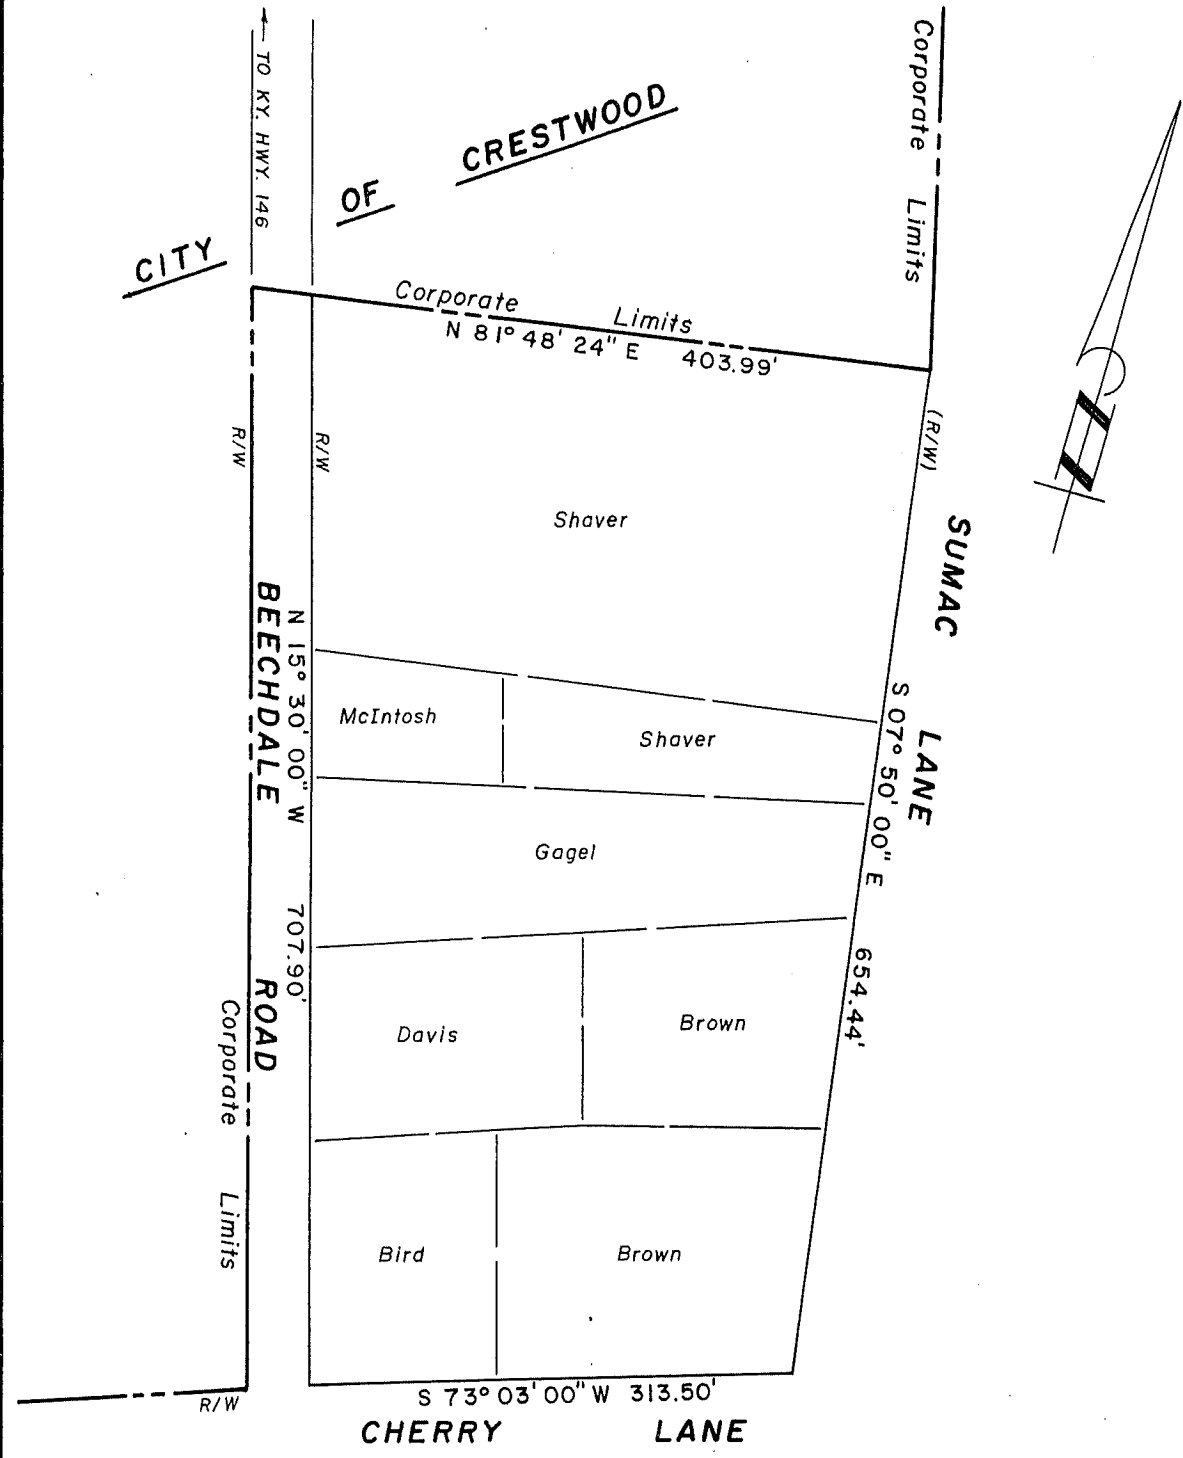 Corporate Limits
TO KY. HWY. 146
CITY OF CRESTWOOD
Corporate Limits
N 81° 48' 24" E 403.99'
R/W
R/W
(R/W)
Shaver
SUMAC LANE
S 07° 50' 00" E 654.44'
BEECHDALE ROAD
N 15° 30' 00" W 707.90'
McIntosh
Shaver
Gagel
Davis
Brown
Corporate Limits
Bird
Brown
R/W
S 73° 03' 00" W 313.50'
CHERRY LANE